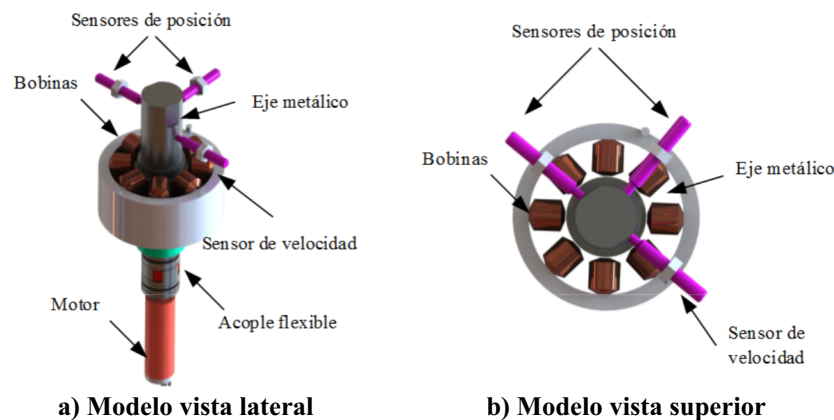 Sensores de posición
Bobinas
Eje metálico
Sensor de velocidad
Motor
Acople flexible
a) Modelo vista lateral
Sensores de posición
Bobinas
Eje metálico
Sensor de
velocidad
b) Modelo vista superior